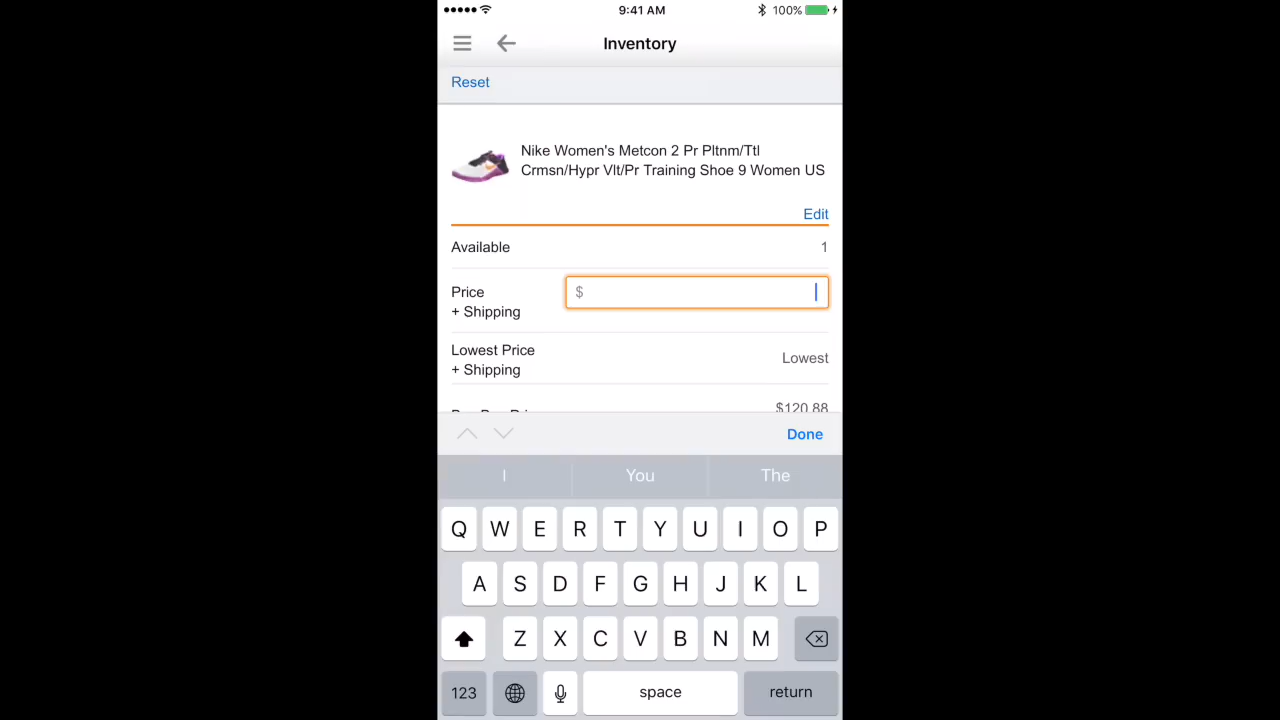 9:41 AM
100%
Inventory
Reset
Nike Women's Metcon 2 Pr Pltnm/Ttl
Crmsn/Hypr Vlt/Pr Training Shoe 9 Women US
Edit
Available 1
Price
+ Shipping
$
Lowest Price
+ Shipping
Lowest
$120.88
Done
I You The
Q W E R T Y U I O P
A S D F G H J K L
Z X C V B N M
123 space return